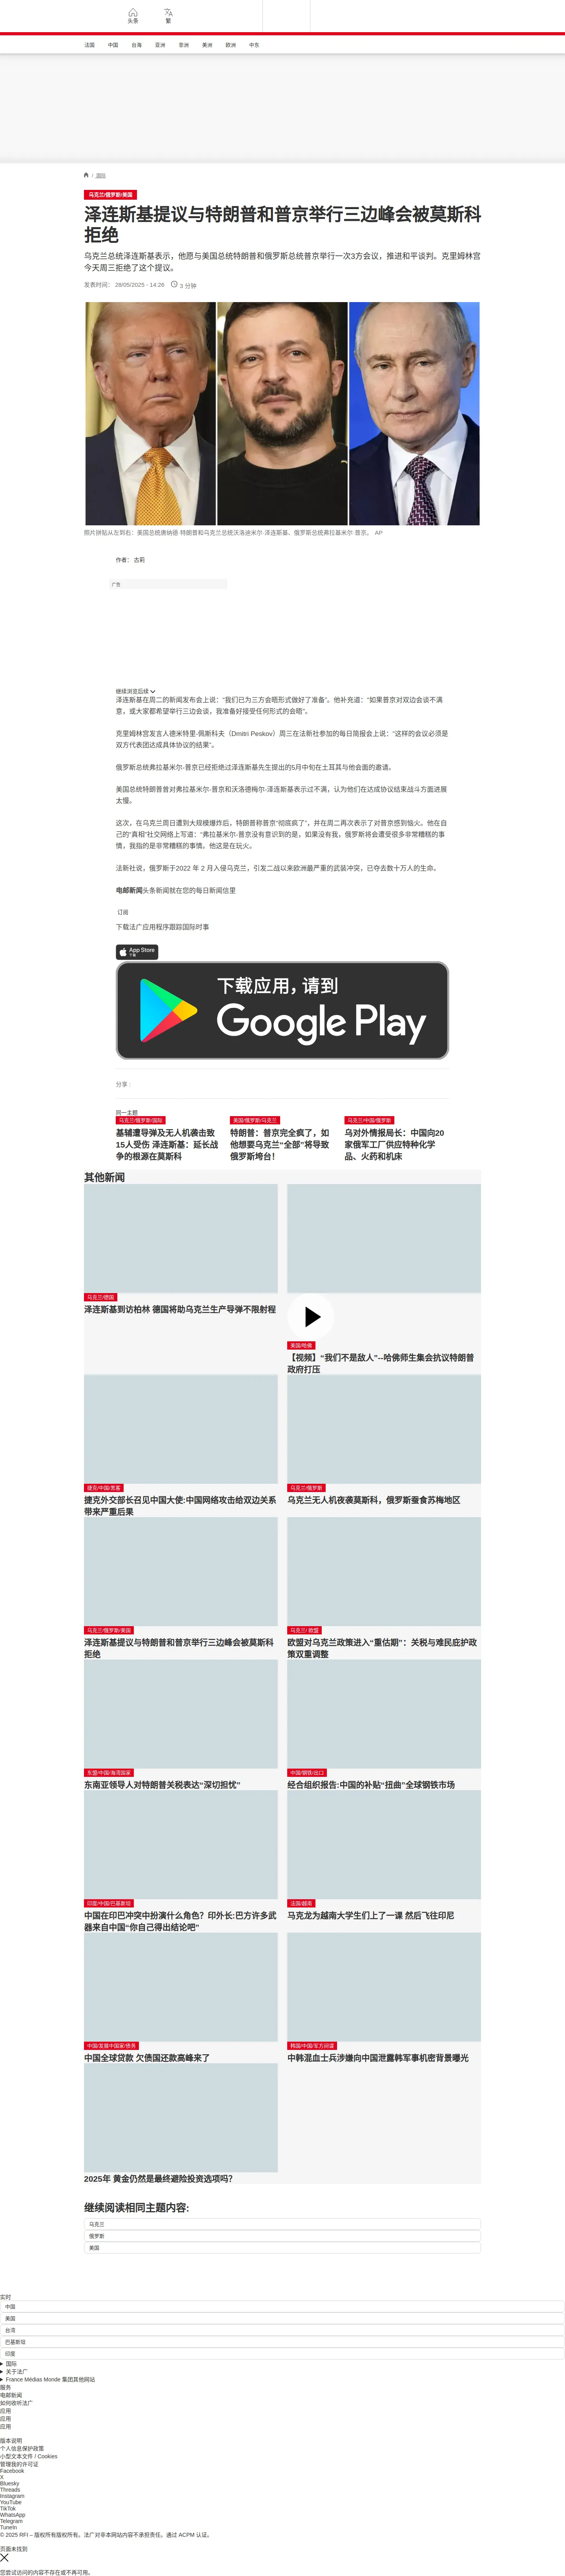 头条
繁
法国
中国
台海
亚洲
非洲
美洲
欧洲
中东
/ 国际
乌克兰/俄罗斯/美国
泽连斯基提议与特朗普和普京举行三边峰会被莫斯科
拒绝
乌克兰总统泽连斯基表示，他愿与美国总统特朗普和俄罗斯总统普京举行一次3方会议，推进和平谈判。克里姆林宫
今天周三拒绝了这个提议。
发表时间： 28/05/2025 - 14:26
3 分钟
照片拼贴从左到右：美国总统唐纳德·特朗普和乌克兰总统沃洛迪米尔·泽连斯基、俄罗斯总统弗拉基米尔·普京。 AP
作者： 古莉
广告
继续浏览后续
泽连斯基在周二的新闻发布会上说：“我们已为三方会晤形式做好了准备”。他补充道：“如果普京对双边会谈不满
意，或大家都希望举行三边会谈，我准备好接受任何形式的会晤”。
克里姆林宫发言人德米特里-佩斯科夫（Dmitri Peskov）周三在法新社参加的每日简报会上说：“这样的会议必须是
双方代表团达成具体协议的结果”。
俄罗斯总统弗拉基米尔-普京已经拒绝过泽连斯基先生提出的5月中旬在土耳其与他会面的邀请。
美国总统特朗普曾对弗拉基米尔-普京和沃洛德梅尔-泽连斯基表示过不满，认为他们在达成协议结束战斗方面进展
太慢。
这次，在乌克兰周日遭到大规模爆炸后，特朗普称普京“彻底疯了”，并在周二再次表示了对普京感到恼火。他在自
己的“真相”社交网络上写道：“弗拉基米尔-普京没有意识到的是，如果没有我，俄罗斯将会遭受很多非常糟糕的事
情，我指的是非常糟糕的事情。他这是在玩火。
法新社说，俄罗斯于2022 年 2 月入侵乌克兰，引发二战以来欧洲最严重的武装冲突，已夺去数十万人的生命。
电邮新闻头条新闻就在您的每日新闻信里
订阅
下载法广应用程序跟踪国际时事
App Store
下载
下载应用，请到
Google Play
分享 :
同一主题
乌克兰/俄罗斯/国际
基辅遭导弹及无人机袭击致
15人受伤 泽连斯基：延长战
争的根源在莫斯科
美国/俄罗斯/乌克兰
特朗普：普京完全疯了，如
他想要乌克兰“全部”将导致
俄罗斯垮台！
乌克兰/中国/俄罗斯
乌对外情报局长：中国向20
家俄军工厂供应特种化学
品、火药和机床
其他新闻
乌克兰/德国
泽连斯基到访柏林 德国将助乌克兰生产导弹不限射程
美国/哈佛
【视频】“我们不是敌人”--哈佛师生集会抗议特朗普
政府打压
捷克/中国/黑客
捷克外交部长召见中国大使:中国网络攻击给双边关系
带来严重后果
乌克兰/俄罗斯
乌克兰无人机夜袭莫斯科，俄罗斯蚕食苏梅地区
乌克兰/俄罗斯/美国
泽连斯基提议与特朗普和普京举行三边峰会被莫斯科
拒绝
乌克兰/ 欧盟
欧盟对乌克兰政策进入“重估期”：关税与难民庇护政
策双重调整
东盟/中国/海湾国家
东南亚领导人对特朗普关税表达“深切担忧”
中国/钢铁/出口
经合组织报告:中国的补贴“扭曲”全球钢铁市场
印度/中国/巴基斯坦
中国在印巴冲突中扮演什么角色？印外长:巴方许多武
器来自中国“你自己得出结论吧”
法国/越南
马克龙为越南大学生们上了一课 然后飞往印尼
中国/发展中国家/债务
中国全球贷款 欠债国还款高峰来了
韩国/中国/军方间谍
中韩混血士兵涉嫌向中国泄露韩军事机密背景曝光
2025年 黄金仍然是最终避险投资选项吗？
继续阅读相同主题内容:
乌克兰
俄罗斯
美国
实时
中国
美国
台湾
巴基斯坦
印度
国际
关于法广
France Médias Monde 集团其他网站
服务
电邮新闻
如何收听法广
应用
应用
应用
版本说明
个人信息保护政策
小型文本文件 / Cookies
管理我的许可证
Facebook
X
Bluesky
Threads
Instagram
YouTube
TikTok
WhatsApp
Telegram
TuneIn
© 2025 RFI – 版权所有版权所有。法广对非本网站内容不承担责任。通过 ACPM 认证。
页面未找到
您尝试访问的内容不存在或不再可用。